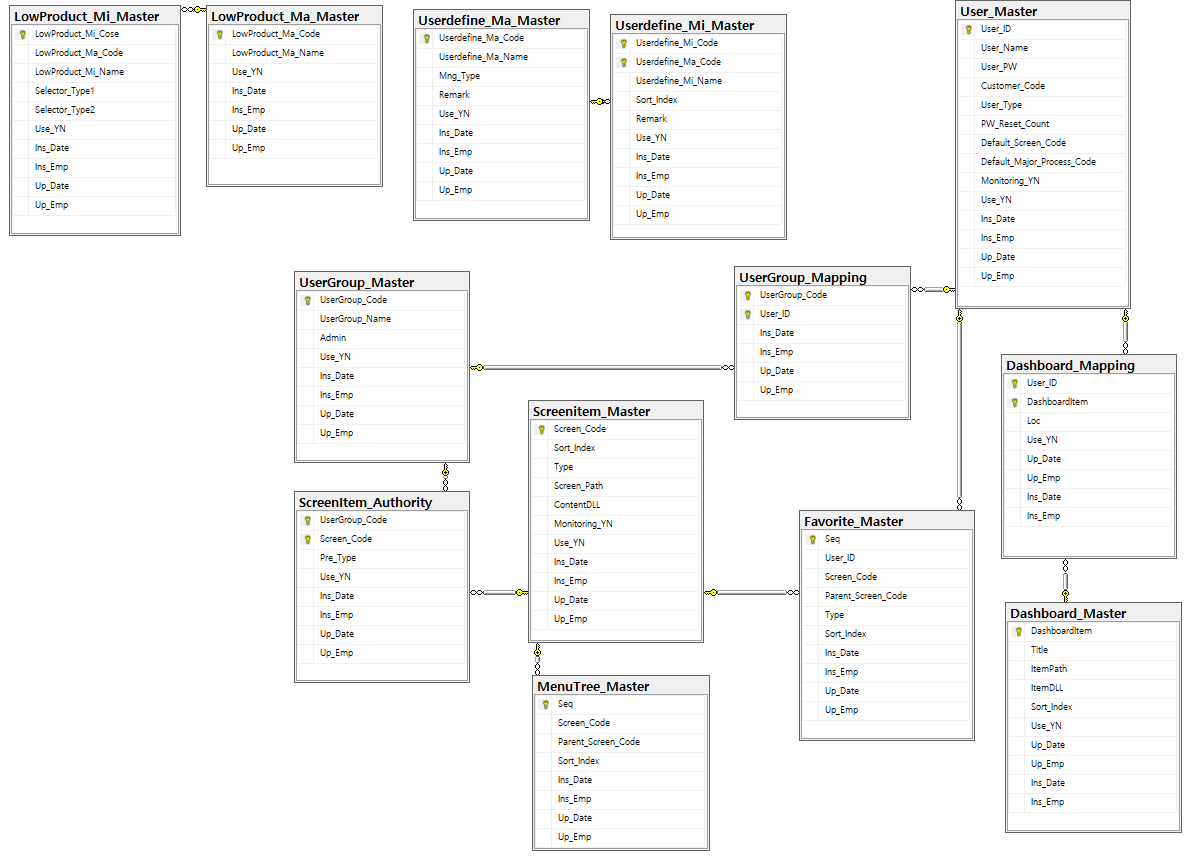 LowProduct_Mi_Master
LowProduct_Mi_Cose
LowProduct_Ma_Code
LowProduct_Mi_Name
Selector_Type1
Selector_Type2
Use_YN
Ins_Date
Ins_Emp
Up_Date
Up_Emp
LowProduct_Ma_Master
LowProduct_Ma_Code
LowProduct_Ma_Name
Use_YN
Ins_Date
Ins_Emp
Up_Date
Up_Emp
Userdefine_Ma_Master
Userdefine_Ma_Code
Userdefine_Ma_Name
Mng_Type
Remark
Use_YN
Ins_Date
Ins_Emp
Up_Date
Up_Emp
Userdefine_Mi_Master
Userdefine_Mi_Code
Userdefine_Ma_Code
Userdefine_Mi_Name
Sort_Index
Remark
Use_YN
Ins_Date
Ins_Emp
Up_Date
Up_Emp
User_Master
User_ID
User_Name
User_PW
Customer_Code
User_Type
PW_Reset_Count
Default_Screen_Code
Default_Major_Process_Code
Monitoring_YN
Use_YN
Ins_Date
Ins_Emp
Up_Date
Up_Emp
UserGroup_Master
UserGroup_Code
UserGroup_Name
Admin
Use_YN
Ins_Date
Ins_Emp
Up_Date
Up_Emp
UserGroup_Mapping
UserGroup_Code
User_ID
Ins_Date
Ins_Emp
Up_Date
Up_Emp
Dashboard_Mapping
User_ID
DashboardItem
Loc
Use_YN
Up_Date
Up_Emp
Ins_Date
Ins_Emp
Screenitem_Master
Screen_Code
Sort_Index
Type
Screen_Path
ContentDLL
Monitoring_YN
Use_YN
Ins_Date
Ins_Emp
Up_Date
Up_Emp
ScreenItem_Authority
UserGroup_Code
Screen_Code
Pre_Type
Use_YN
Ins_Date
Ins_Emp
Up_Date
Up_Emp
Favorite_Master
Seq
User_ID
Screen_Code
Parent_Screen_Code
Type
Sort_Index
Ins_Date
Ins_Emp
Up_Date
Up_Emp
Dashboard_Master
DashboardItem
Title
ItemPath
ItemDLL
Sort_Index
Use_YN
Up_Date
Up_Emp
Ins_Date
Ins_Emp
MenuTree_Master
Seq
Screen_Code
Parent_Screen_Code
Sort_Index
Ins_Date
Ins_Emp
Up_Date
Up_Emp